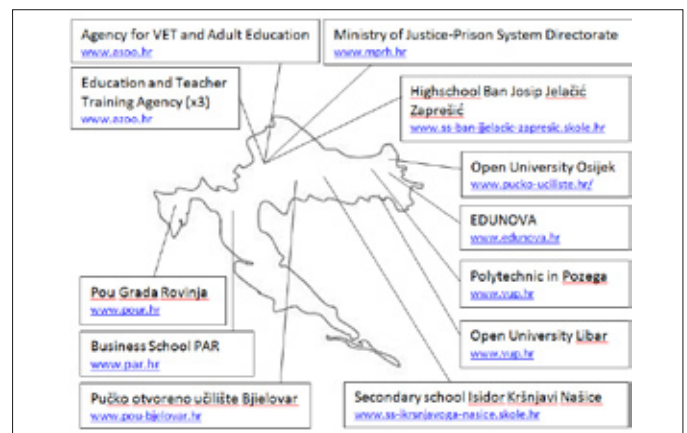 Agency for VET and Adult Education
www.asoo.hr
Ministry of Justice-Prison System Directorate
www.mprh.hr
Education and Teacher
Training Agency (x3)
www.azoo.hr
Highschool Ban Josip Jelačić
Zaprešić
www.ss-ban-jjelacic-zapresic.skole.hr
Open University Osijek
www.pucko-uciliste.hr/
EDUNOVA
www.edunova.hr
Polytechnic in Pozega
www.vup.hr
Pou Grada Rovinja
www.pour.hr
Open University Libar
www.vup.hr
Business School PAR
www.par.hr
Pučko otvoreno učilište Bjielovar
www.pou-bjelovar.hr
Secondary school Isidor Kršnjavi Našice
www.ss-ikrsnjavoga-nasice.skole.hr